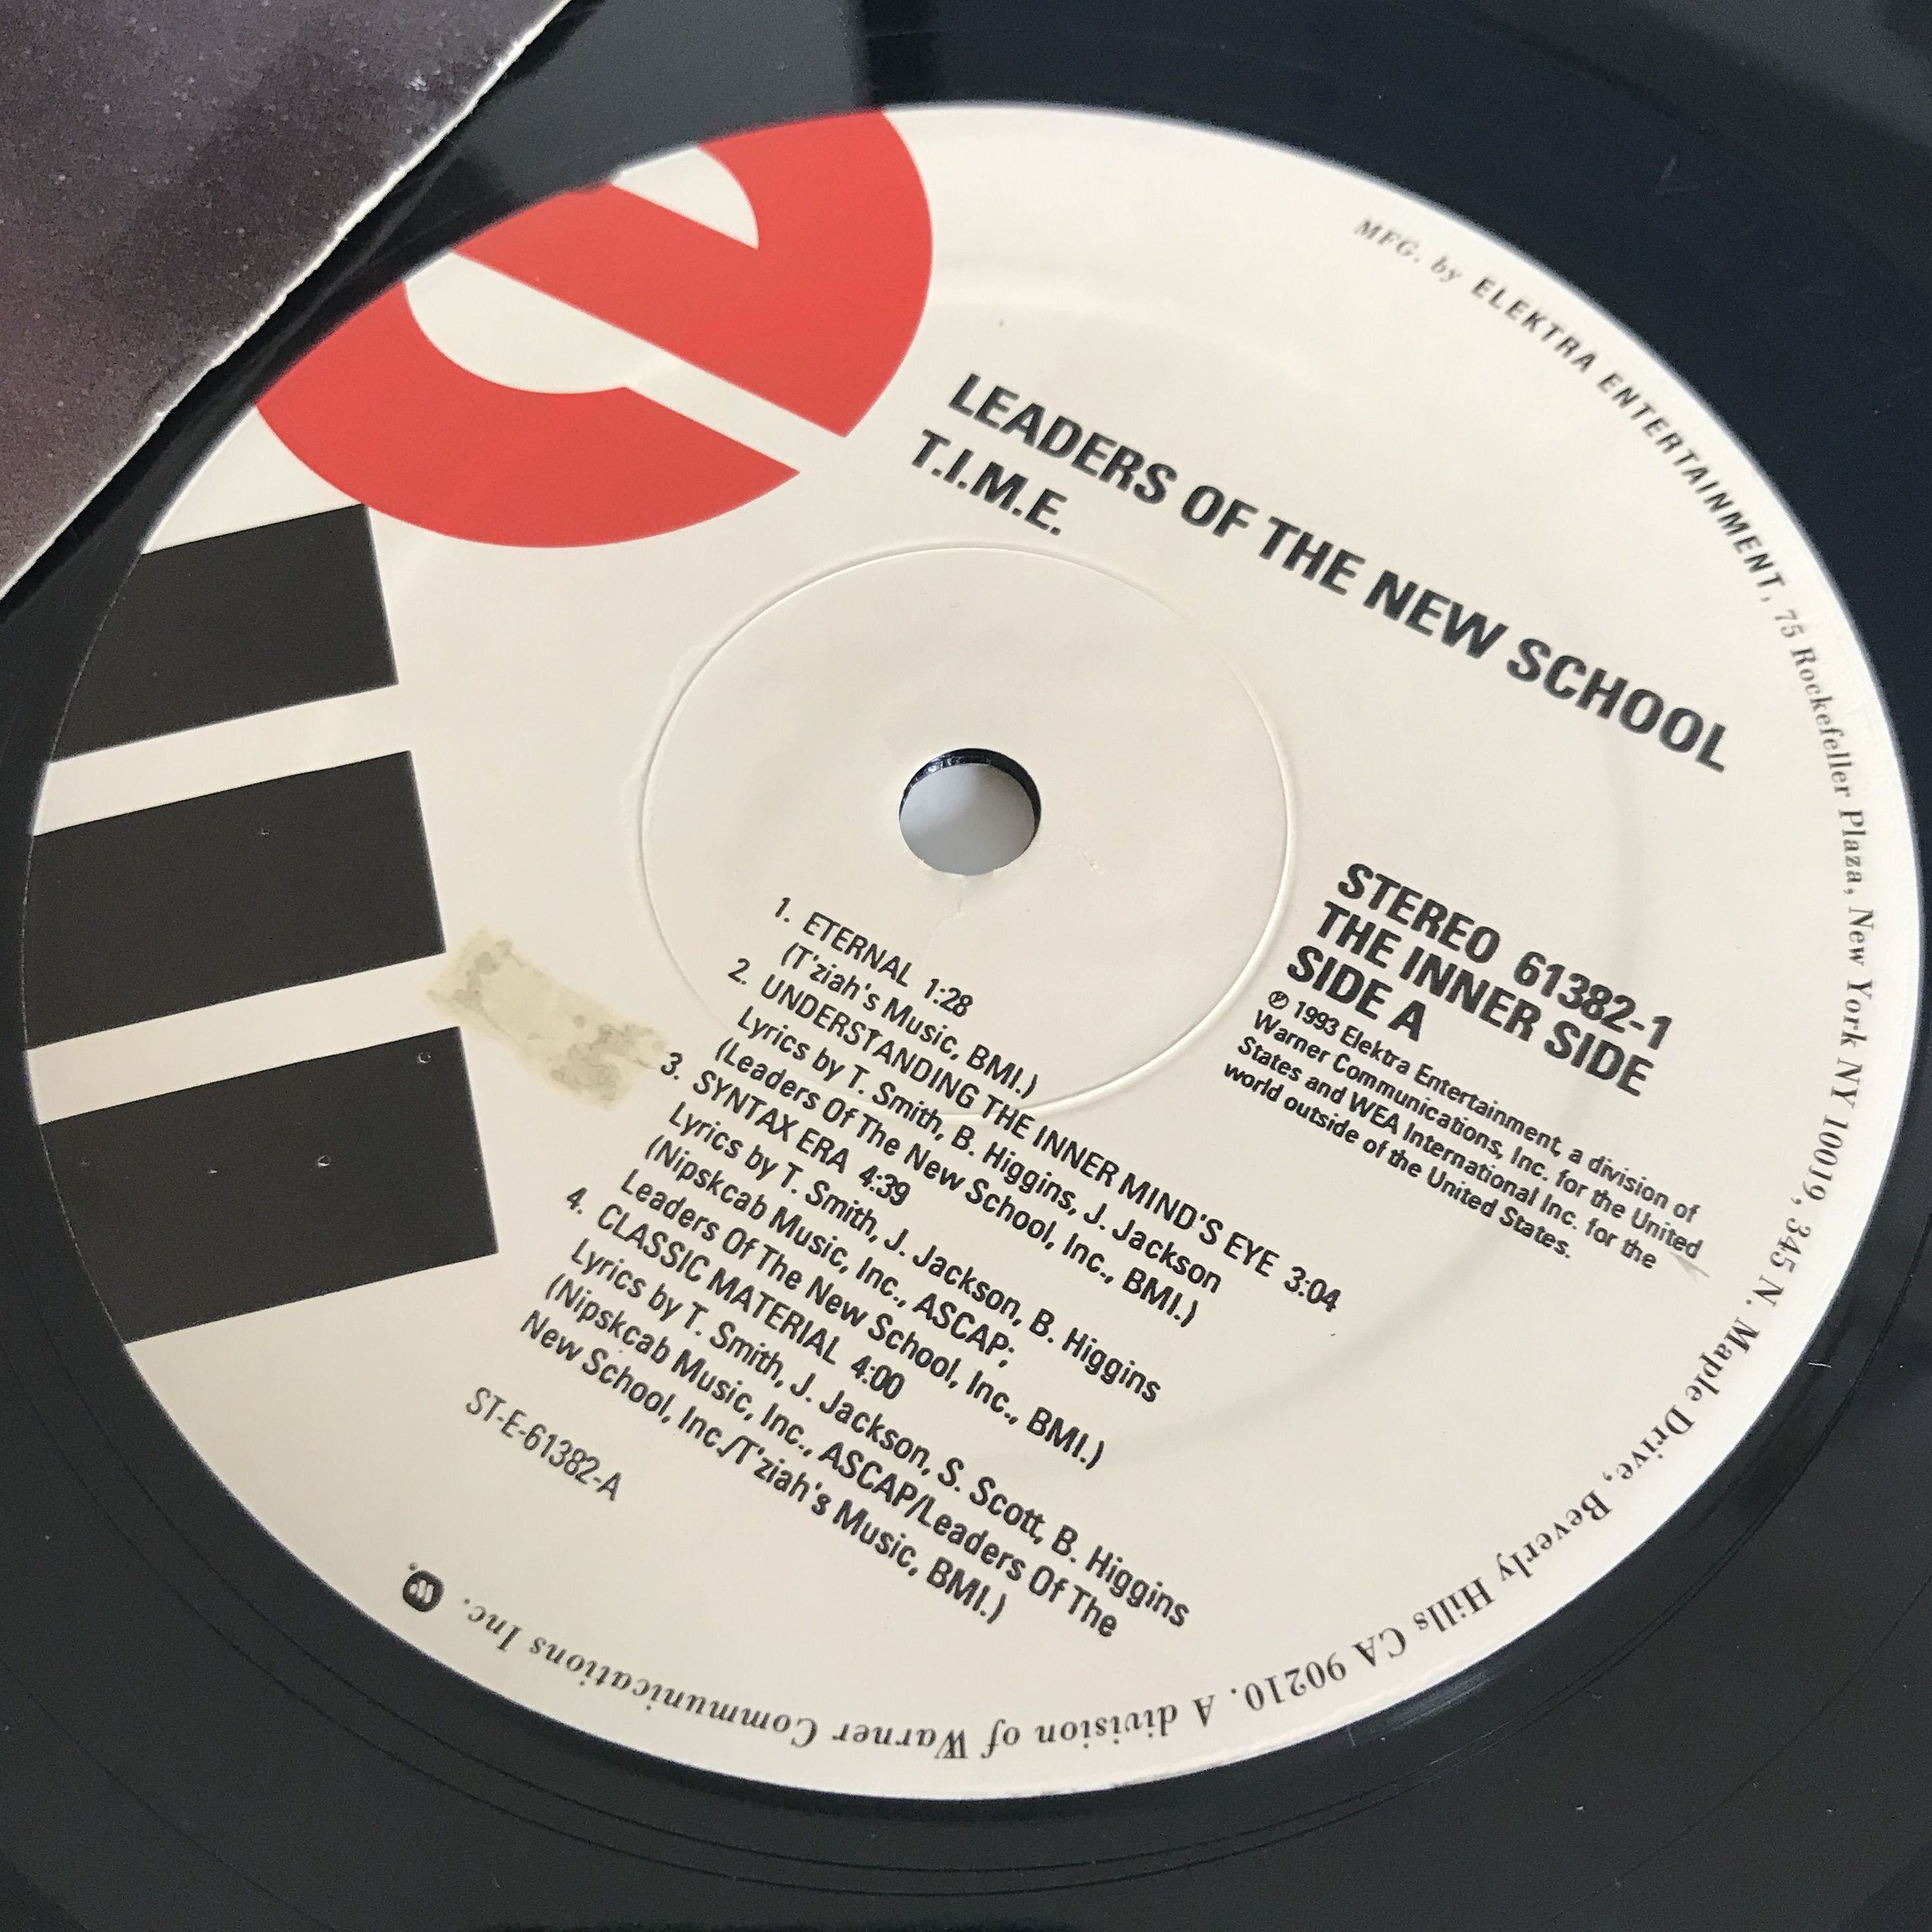 LEADERS OF THE NEW SCHOOL
T.I.M.E.
STEREO 61382-1
THE INNER SIDE
SIDE A
℗ 1993 Elektra Entertainment, a division of
Warner Communications, Inc. for the United
States and WEA International Inc. for the
world outside of the United States.
1. ETERNAL 1:28
(T'ziah's Music, BMI.)
2. UNDERSTANDING THE INNER MIND'S EYE 3:04
Lyrics by T. Smith, B. Higgins, J. Jackson
(Leaders Of The New School, Inc., BMI.)
3. SYNTAX ERA 4:39
Lyrics by T. Smith, J. Jackson, B. Higgins
(Nipskcab Music, Inc., ASCAP;
Leaders Of The New School, Inc., BMI.)
4. CLASSIC MATERIAL 4:00
Lyrics by T. Smith, J. Jackson, S. Scott, B. Higgins
(Nipskcab Music, Inc., ASCAP/Leaders Of The
New School, Inc./T'ziah's Music, BMI.)
ST-E-61382-A
MFG. by ELEKTRA ENTERTAINMENT, 75 Rockefeller Plaza, New York NY 10019, 345 N. Maple Drive, Beverly Hills CA 90210. A division of Warner Communications Inc.